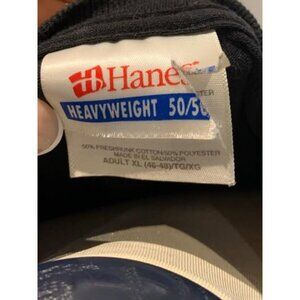 Hanes
HEAVYWEIGHT 50/50
50% PRESHRUNK COTTON/50% POLYESTER
MADE IN EL SALVADOR
ADULT XL (46-48)/TG/XG